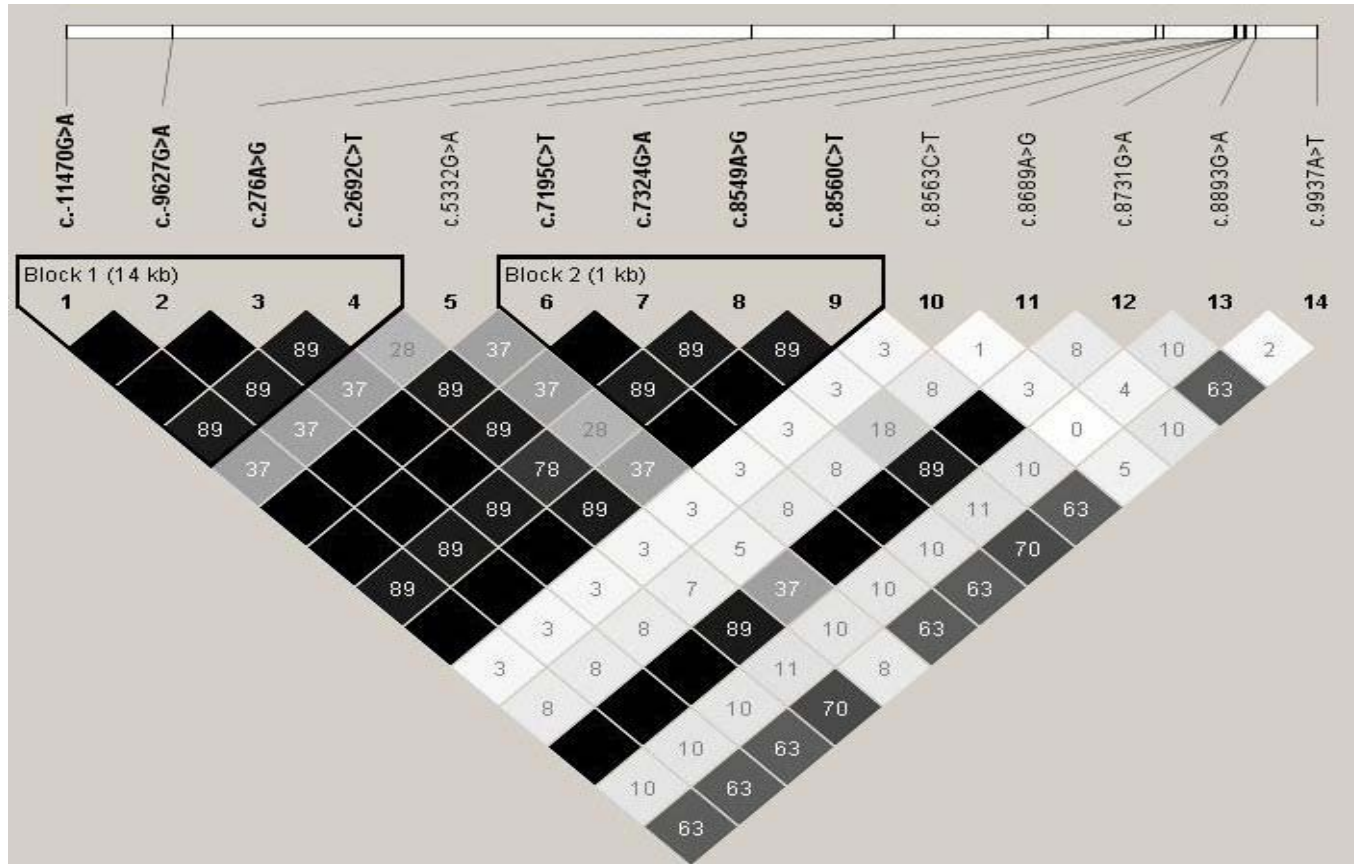 c.-11470G>A
c.-9627G>A
c.276A>G
c.2692C>T
c.5332G>A
c.7195C>T
c.7324G>A
c.8549A>G
c.8560C>T
c.8563C>T
c.8689A>G
c.8731G>A
c.8893G>A
c.9937A>T
Block 1 (14 kb) Block 2 (1 kb)
1 2 3 4 5 6 7 8 9 10 11 12 13 14
89 28 37 89 89 3 1 8 10 2
89 37 89 37 89 3 8 3 4 63
89 37 89 28 3 18 0 10
37 78 37 3 8 89 10 5
89 89 3 8 11 63
89 3 5 10 70
89 3 7 37 10 63
3 8 89 10 63
3 8 11 8
8 10 70
10 63
10 63
63